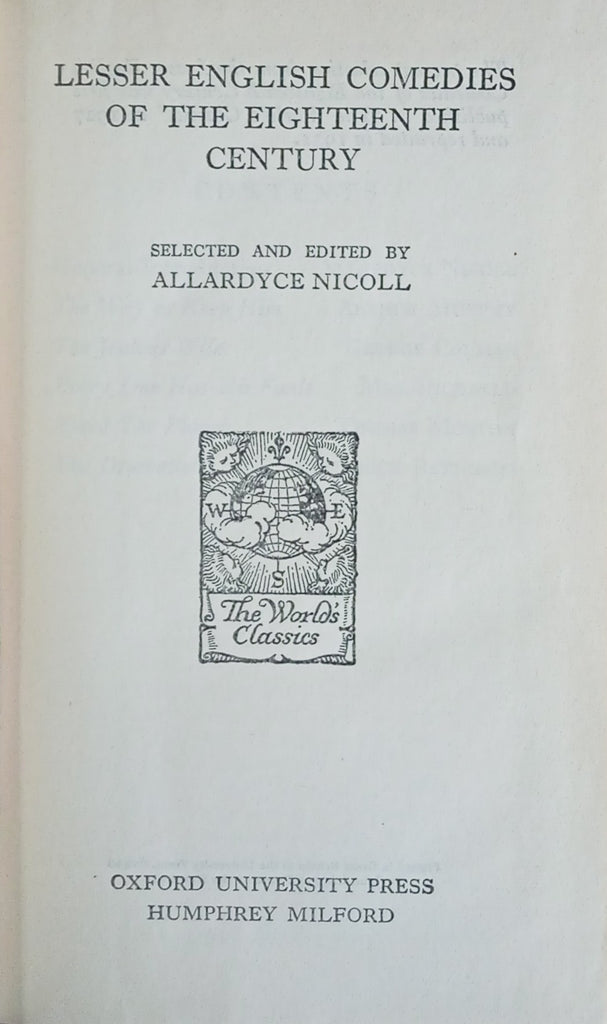 LESSER ENGLISH COMEDIES
OF THE EIGHTEENTH
CENTURY
SELECTED AND EDITED BY
ALLARDYCE NICOLL
W E
S
The World's
Classics
OXFORD UNIVERSITY PRESS
HUMPHREY MILFORD